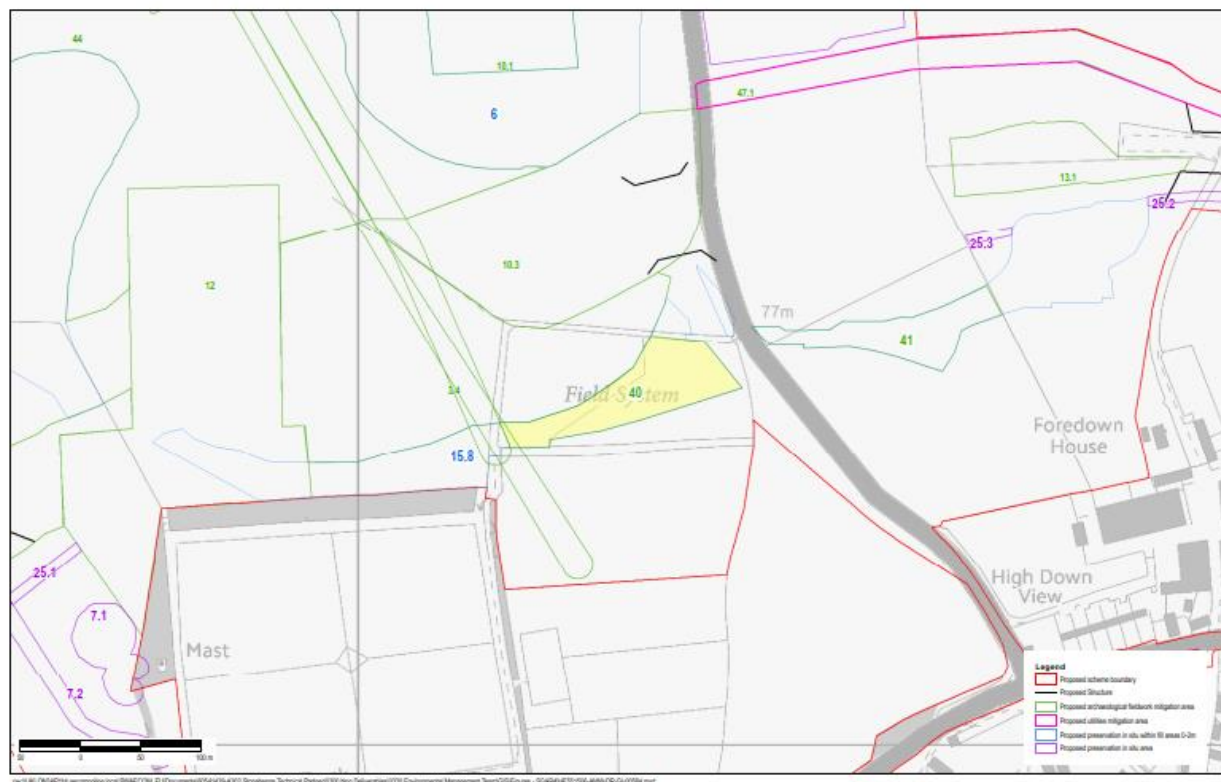 44
10.1
6
47.1
13.1
25.2
25.3
12
10.3
77m
41
3.4
Field System
40
15.8
Foredown
House
25.1
7.1
High Down
View
Mast
7.2
Legend
Proposed scheme boundary
Proposed Structure
Proposed archaeological fieldwork mitigation area
Proposed utilities mitigation area
Proposed preservation in situ within fill areas 0-2m
Proposed preservation in situ area
50 0 50 100 m